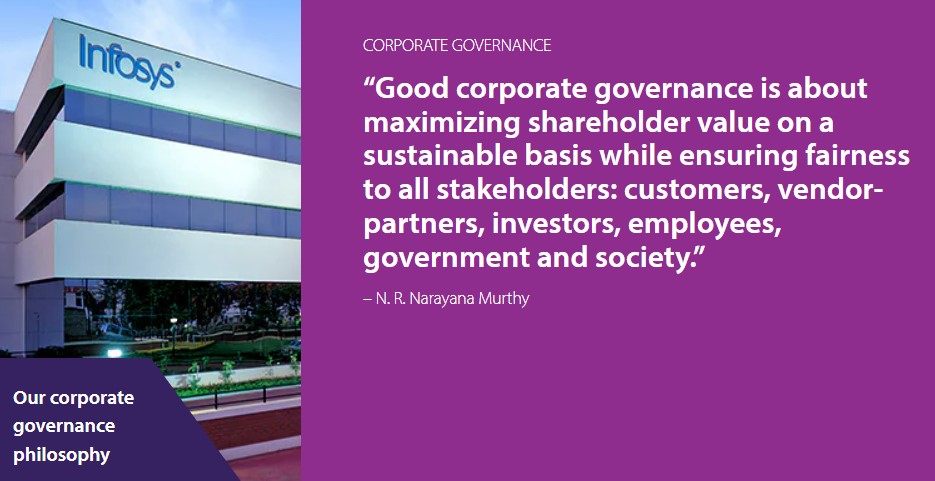 Infosys
Our corporate
governance
philosophy
CORPORATE GOVERNANCE
“Good corporate governance is about
maximizing shareholder value on a
sustainable basis while ensuring fairness
to all stakeholders: customers, vendor-
partners, investors, employees,
government and society.”
– N. R. Narayana Murthy